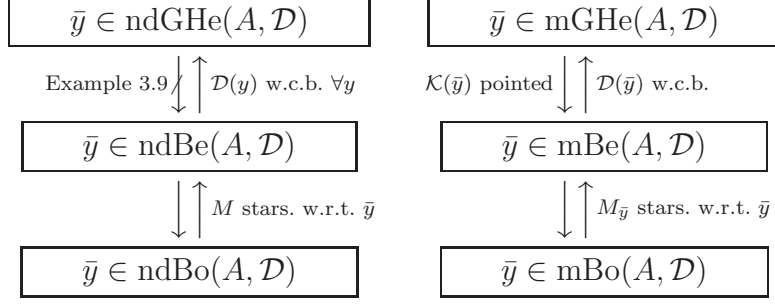 ȳ ∈ ndGHe(A, 𝒟) ȳ ∈ mGHe(A, 𝒟)
Example 3.9 𝒟(y) w.c.b. ∀y 𝒦(ȳ) pointed 𝒟(ȳ) w.c.b.
ȳ ∈ ndBe(A, 𝒟) ȳ ∈ mBe(A, 𝒟)
M stars. w.r.t. ȳ M_ȳ stars. w.r.t. ȳ
ȳ ∈ ndBo(A, 𝒟) ȳ ∈ mBo(A, 𝒟)